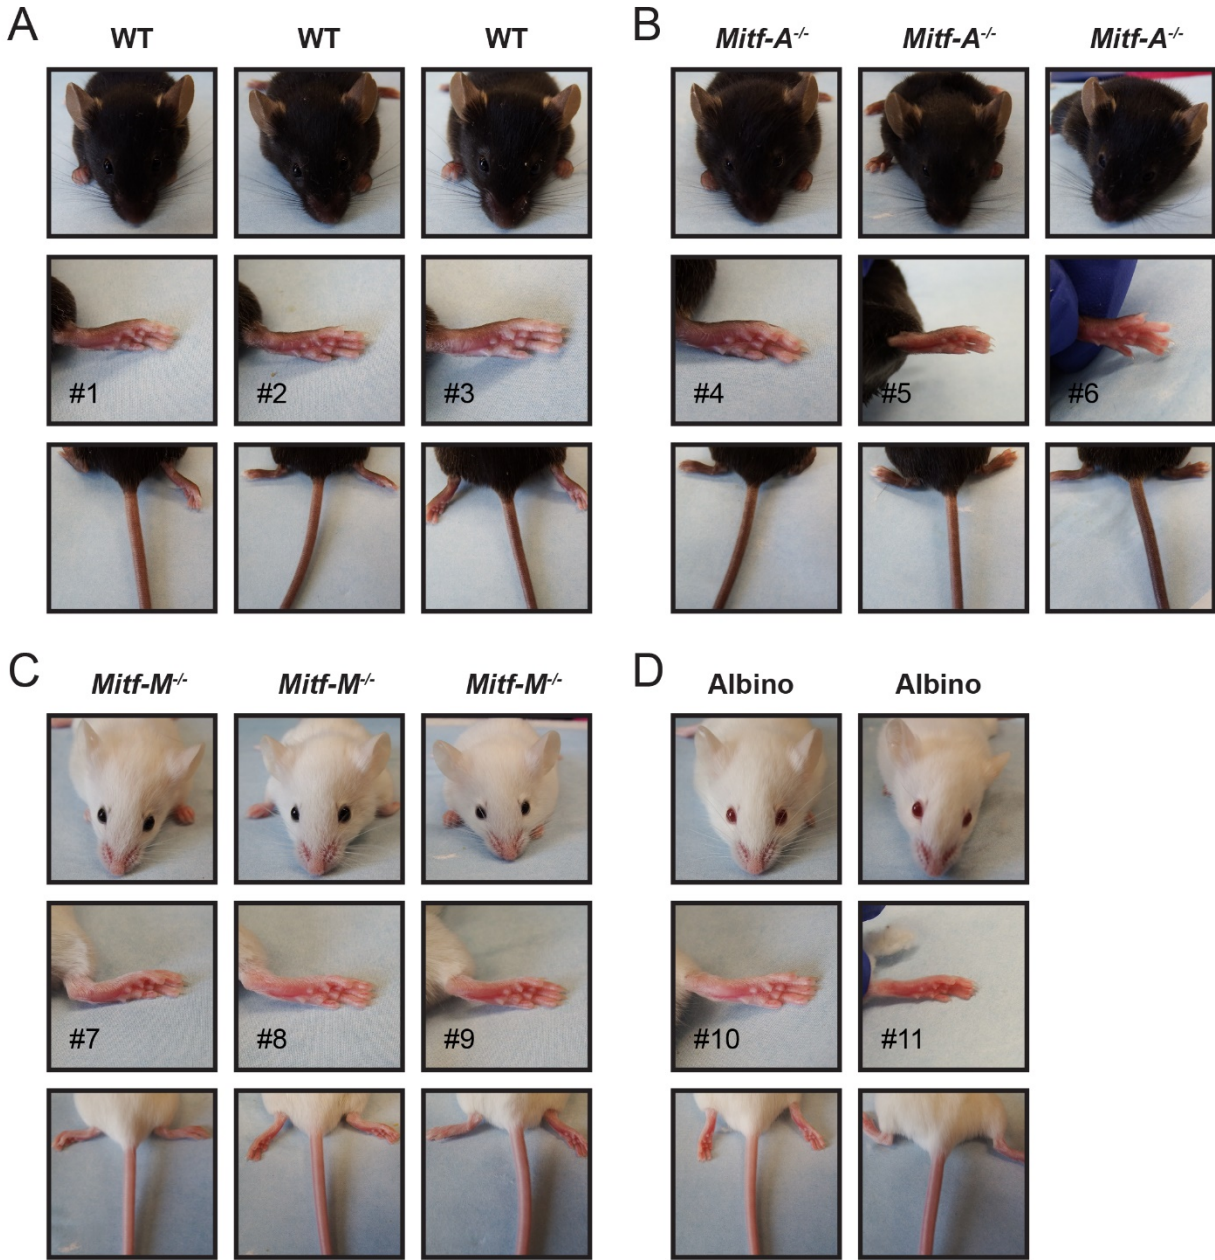 A
WT
WT
WT
#1
#2
#3
B
Mitf-A-/-
Mitf-A-/-
Mitf-A-/-
#4
#5
#6
C
Mitf-M-/-
Mitf-M-/-
Mitf-M-/-
#7
#8
#9
D
Albino
Albino
#10
#11